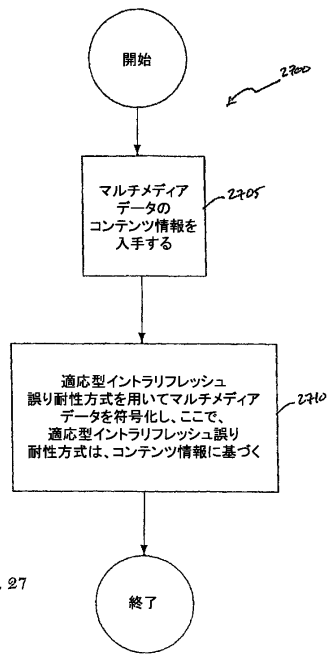 開始
2700
マルチメディア
データの
コンテンツ情報を
入手する
2705
適応型イントラリフレッシュ
誤り耐性方式を用いてマルチメディア
データを符号化し、ここで、
適応型イントラリフレッシュ誤り
耐性方式は、コンテンツ情報に基づく
2710
. 27
終了